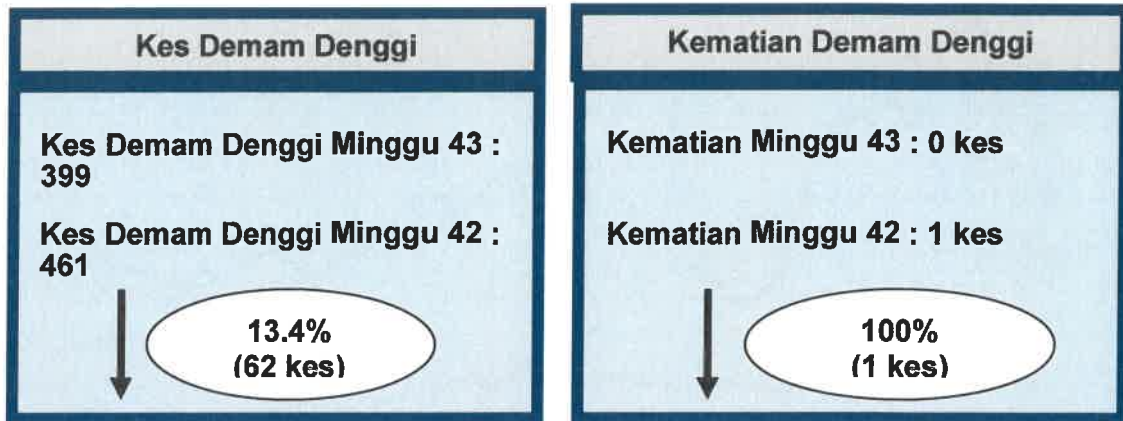 Kes Demam Denggi
Kes Demam Denggi Minggu 43 :
399
Kes Demam Denggi Minggu 42 :
461
13.4%
(62 kes)
Kematian Demam Denggi
Kematian Minggu 43 : 0 kes
Kematian Minggu 42 : 1 kes
100%
(1 kes)